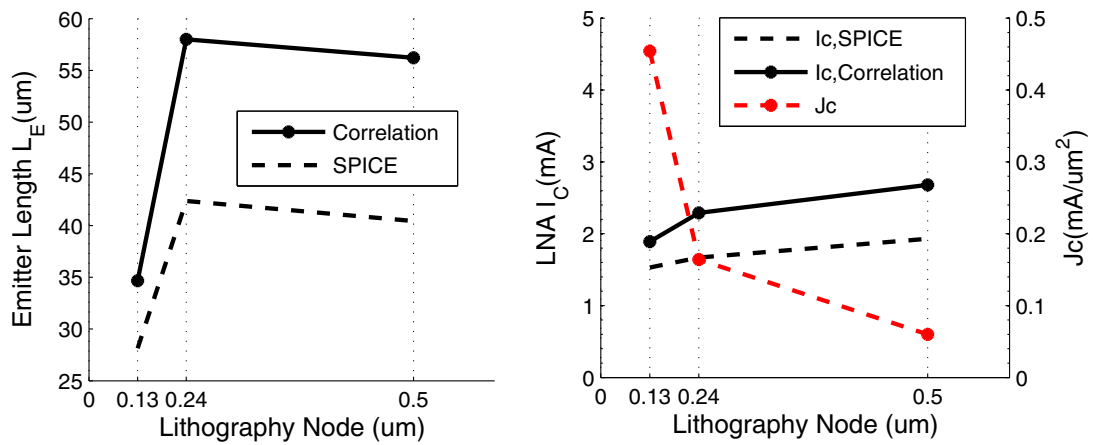 60
55
50
45
40
35
30
25
Emitter Length L_E(um)
Correlation
SPICE
0 0.13 0.24 0.5
Lithography Node (um)
5
4
3
2
1
0
LNA I_C(mA)
Ic,SPICE
Ic,Correlation
Jc
0.5
0.4
0.3
0.2
0.1
0
Jc(mA/um²)
0 0.13 0.24 0.5
Lithography Node (um)